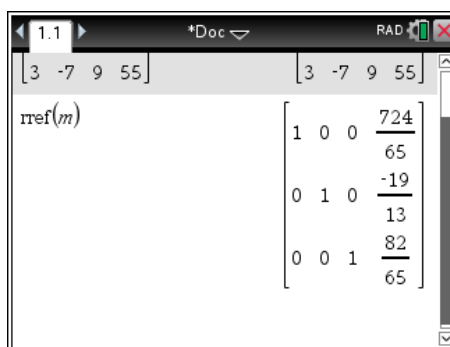 1.1 *Doc RAD
[3 -7 9 55] [3 -7 9 55]
rref(m)
1 0 0 724/65
0 1 0 -19/13
0 0 1 82/65